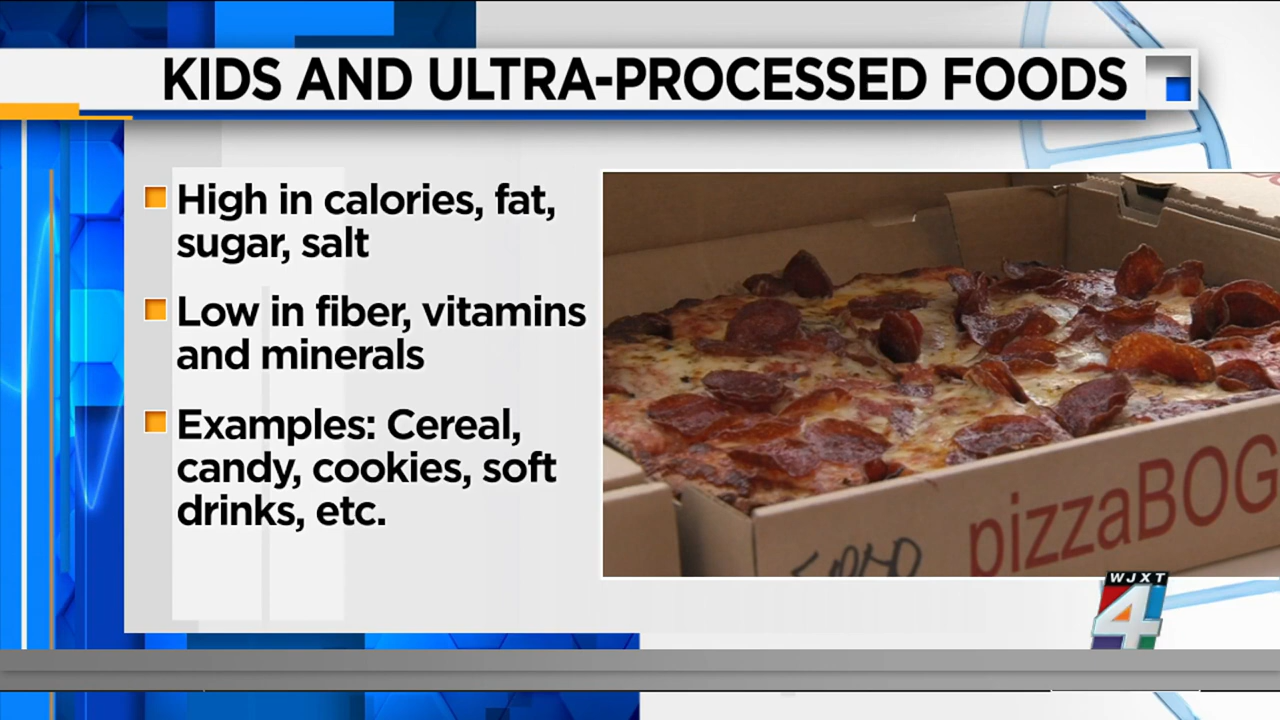 KIDS AND ULTRA-PROCESSED FOODS
High in calories, fat,
sugar, salt
Low in fiber, vitamins
and minerals
Examples: Cereal,
candy, cookies, soft
drinks, etc.
pizzaBOG
WJXT
4